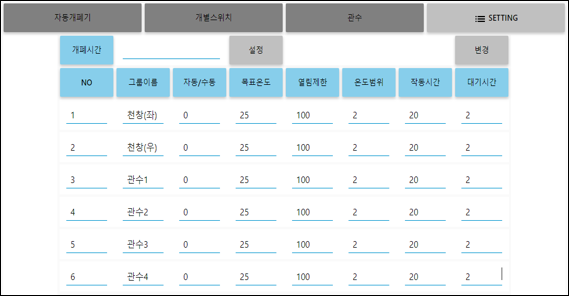 자동개폐기 개별스위치 관수 SETTING
개폐시간 설정 변경
NO 그룹이름 자동/수동 목표온도 열림제한 온도범위 작동시간 대기시간
1 천창(좌) 0 25 100 2 20 2
2 천창(우) 0 25 100 2 20 2
3 관수1 0 25 100 2 20 2
4 관수2 0 25 100 2 20 2
5 관수3 0 25 100 2 20 2
6 관수4 0 25 100 2 20 2